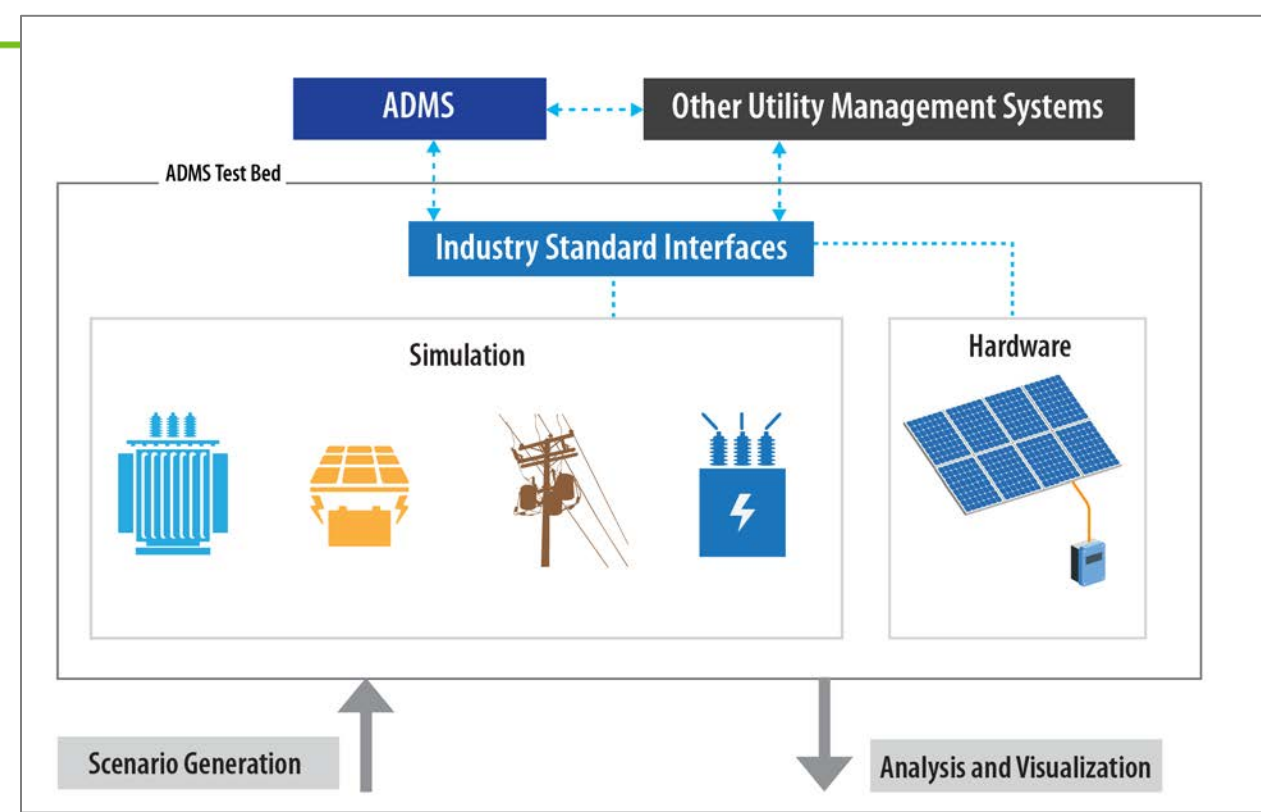 ADMS
Other Utility Management Systems
ADMS Test Bed
Industry Standard Interfaces
Simulation
Hardware
Scenario Generation
Analysis and Visualization